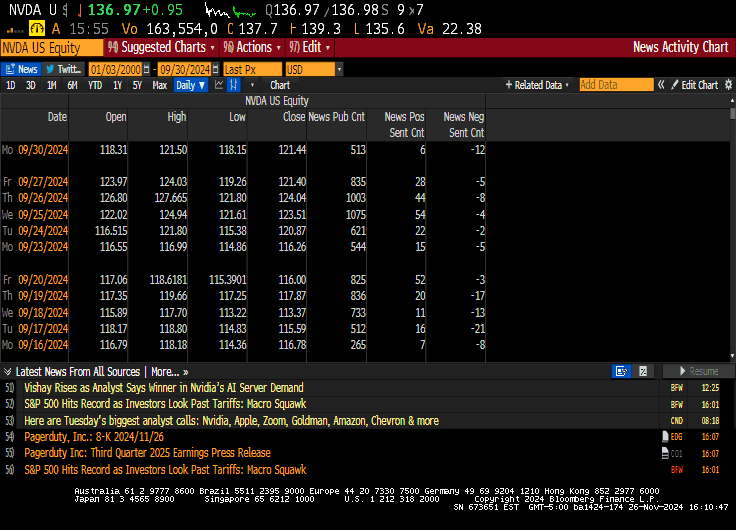 NVDA U $ ↓ 136.97 +0.95 Q136.97/136.98S 9x7
A 15:55 Vo 163,554,0 O 137.7 H 139.3 L 135.6 Va 22.38
NVDA US Equity 94) Suggested Charts 96) Actions 97) Edit News Activity Chart
News Twitt.. 01/03/2000 - 09/30/2024 Last Px USD
1D 3D 1M 6M YTD 1Y 5Y Max Daily ▼ Chart + Related Data Add Data « Edit Chart
NVDA US Equity
Date Open High Low Close News Pub Cnt News Pos Sent Cnt News Neg Sent Cnt
Mo 09/30/2024 118.31 121.50 118.15 121.44 513 6 -12
Fr 09/27/2024 123.97 124.03 119.26 121.40 835 28 -5
Th 09/26/2024 126.80 127.665 121.80 124.04 1003 44 -8
We 09/25/2024 122.02 124.94 121.61 123.51 1075 54 -4
Tu 09/24/2024 116.515 121.80 115.38 120.87 621 22 -2
Mo 09/23/2024 116.55 116.99 114.86 116.26 544 15 -5
Fr 09/20/2024 117.06 118.6181 115.3901 116.00 825 52 -3
Th 09/19/2024 117.35 119.66 117.25 117.87 836 20 -17
We 09/18/2024 115.89 117.70 113.22 113.37 733 11 -13
Tu 09/17/2024 117.18 118.80 114.83 115.59 512 16 -21
Mo 09/16/2024 116.79 118.18 114.36 116.78 265 7 -8
Latest News From All Sources | More... » Resume
51) Vishay Rises as Analyst Says Winner in Nvidia's AI Server Demand BFW 12:25
52) S&P 500 Hits Record as Investors Look Past Tariffs: Macro Squawk BFW 16:01
53) Here are Tuesday's biggest analyst calls: Nvidia, Apple, Zoom, Goldman, Amazon, Chevron & more CND 08:18
54) Pagerduty, Inc.: 8-K 2024/11/26 EDG 16:07
55) Pagerduty Inc: Third Quarter 2025 Earnings Press Release CO1 16:07
56) S&P 500 Hits Record as Investors Look Past Tariffs: Macro Squawk BFW 16:01
Australia 61 2 9777 8600 Brazil 5511 2395 9000 Europe 44 20 7330 7500 Germany 49 69 9204 1210 Hong Kong 852 2977 6000
Japan 81 3 4565 8900 Singapore 65 6212 1000 U.S. 1 212 318 2000 Copyright 2024 Bloomberg Finance L.P.
SN 673651 EST GMT-5:00 ba1424-174 26-Nov-2024 16:10:47